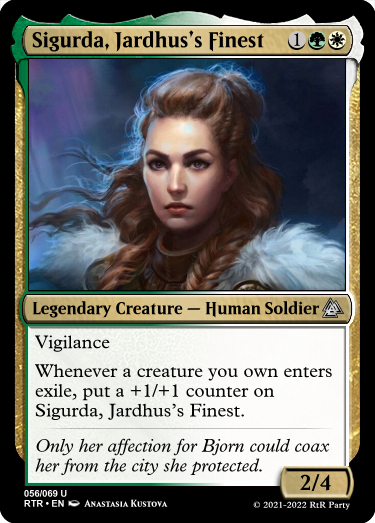 Sigurda, Jardhus's Finest 1
Legendary Creature — Human Soldier
Vigilance
Whenever a creature you own enters
exile, put a +1/+1 counter on
Sigurda, Jardhus's Finest.
Only her affection for Bjorn could coax
her from the city she protected.
2/4
056/069 U
RTR • EN Anastasia Kustova © 2021-2022 RtR Party